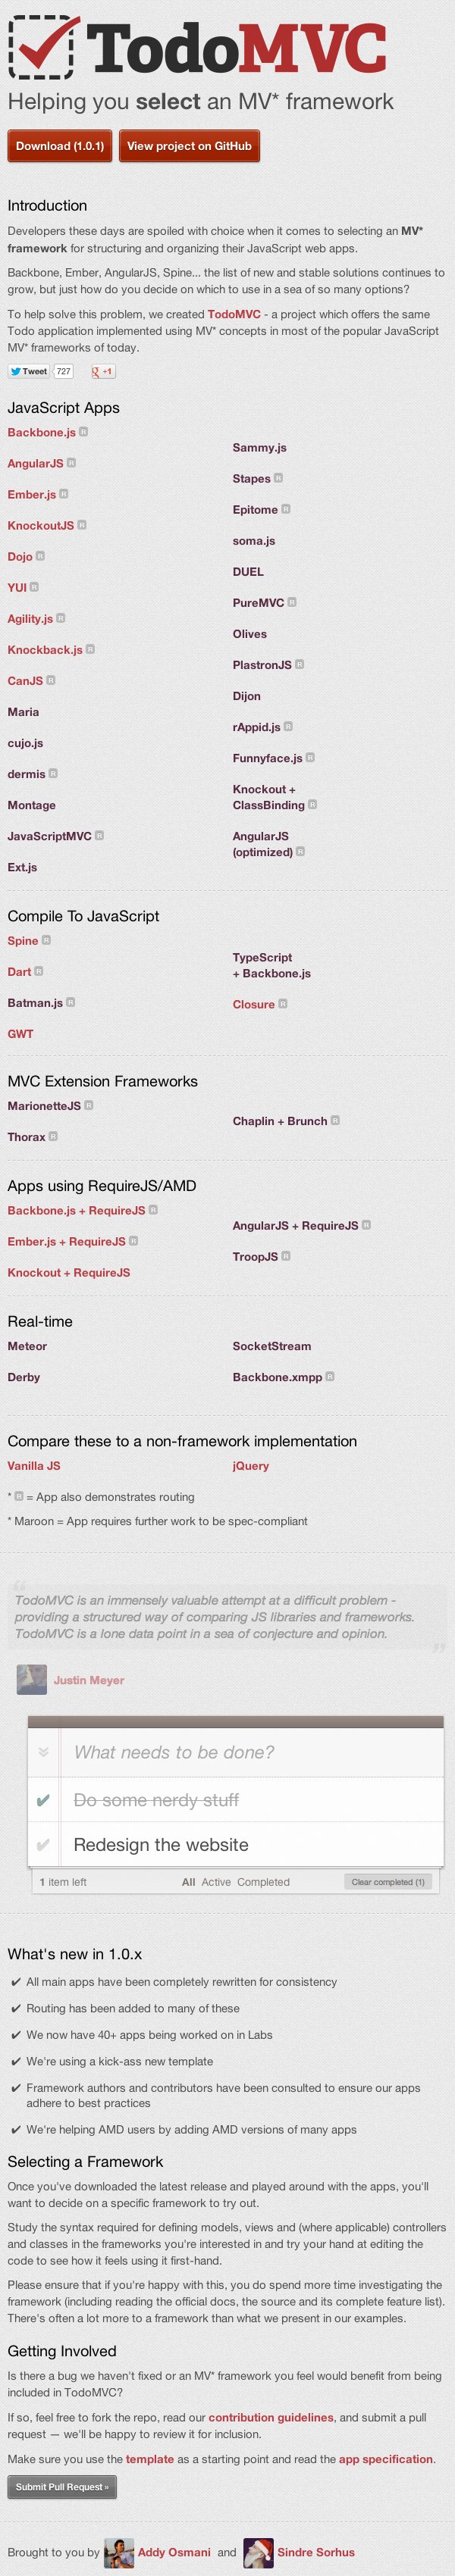 TodoMVC
Helping you select an MV* framework
Download (1.0.1) View project on GitHub
Introduction
Developers these days are spoiled with choice when it comes to selecting an MV*
framework for structuring and organizing their JavaScript web apps.
Backbone, Ember, AngularJS, Spine... the list of new and stable solutions continues to
grow, but just how do you decide on which to use in a sea of so many options?
To help solve this problem, we created TodoMVC - a project which offers the same
Todo application implemented using MV* concepts in most of the popular JavaScript
MV* frameworks of today.
Tweet 727 g +1
JavaScript Apps
Backbone.js R
AngularJS R
Ember.js R
KnockoutJS R
Dojo R
YUI R
Agility.js R
Knockback.js R
CanJS R
Maria
cujo.js
dermis R
Montage
JavaScriptMVC R
Ext.js
Sammy.js
Stapes R
Epitome R
soma.js
DUEL
PureMVC R
Olives
PlastronJS R
Dijon
rAppid.js R
Funnyface.js R
Knockout +
ClassBinding R
AngularJS
(optimized) R
Compile To JavaScript
Spine R
Dart R
Batman.js R
GWT
TypeScript
+ Backbone.js
Closure R
MVC Extension Frameworks
MarionetteJS R
Thorax R
Chaplin + Brunch R
Apps using RequireJS/AMD
Backbone.js + RequireJS R
Ember.js + RequireJS R
Knockout + RequireJS
AngularJS + RequireJS R
TroopJS R
Real-time
Meteor
Derby
SocketStream
Backbone.xmpp R
Compare these to a non-framework implementation
Vanilla JS
jQuery
* R = App also demonstrates routing
* Maroon = App requires further work to be spec-compliant
“
TodoMVC is an immensely valuable attempt at a difficult problem -
providing a structured way of comparing JS libraries and frameworks.
TodoMVC is a lone data point in a sea of conjecture and opinion.
”
Justin Meyer
What needs to be done?
✔ Do some nerdy stuff
✔ Redesign the website
1 item left All Active Completed Clear completed (1)
What's new in 1.0.x
✔ All main apps have been completely rewritten for consistency
✔ Routing has been added to many of these
✔ We now have 40+ apps being worked on in Labs
✔ We're using a kick-ass new template
✔ Framework authors and contributors have been consulted to ensure our apps
adhere to best practices
✔ We're helping AMD users by adding AMD versions of many apps
Selecting a Framework
Once you've downloaded the latest release and played around with the apps, you'll
want to decide on a specific framework to try out.
Study the syntax required for defining models, views and (where applicable) controllers
and classes in the frameworks you're interested in and try your hand at editing the
code to see how it feels using it first-hand.
Please ensure that if you're happy with this, you do spend more time investigating the
framework (including reading the official docs, the source and its complete feature list).
There's often a lot more to a framework than what we present in our examples.
Getting Involved
Is there a bug we haven't fixed or an MV* framework you feel would benefit from being
included in TodoMVC?
If so, feel free to fork the repo, read our contribution guidelines, and submit a pull
request — we'll be happy to review it for inclusion.
Make sure you use the template as a starting point and read the app specification.
Submit Pull Request »
Brought to you by Addy Osmani and Sindre Sorhus